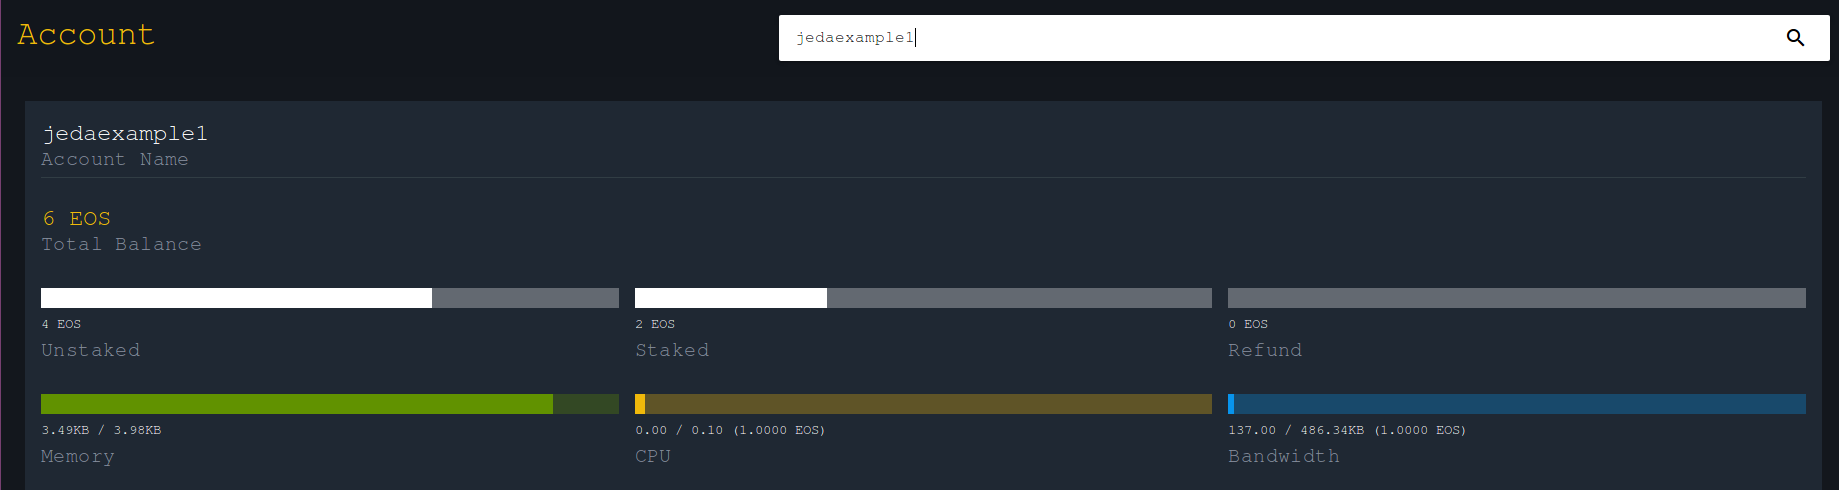 Account
jedaexample1
jedaexample1
Account Name
6 EOS
Total Balance
4 EOS
Unstaked
2 EOS
Staked
0 EOS
Refund
3.49KB / 3.98KB
Memory
0.00 / 0.10 (1.0000 EOS)
CPU
137.00 / 486.34KB (1.0000 EOS)
Bandwidth